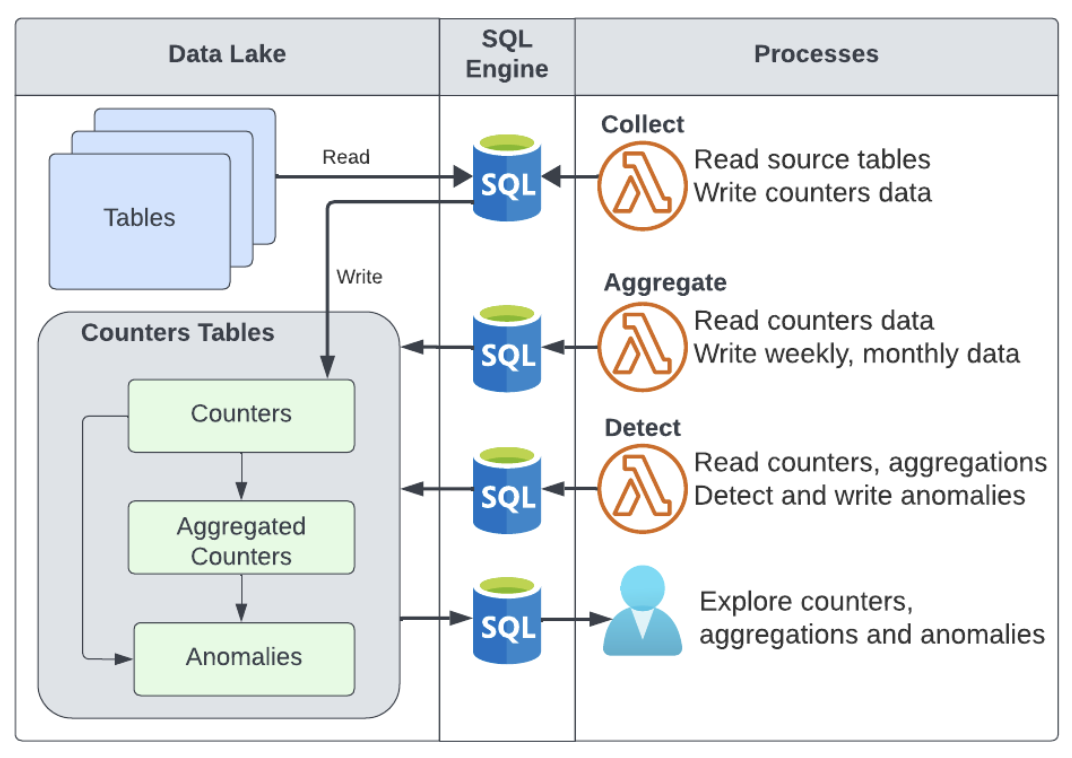 Data Lake
SQL
Engine
Processes
Tables
Read
Write
SQL
Collect
Read source tables
Write counters data
Counters Tables
Counters
Aggregated
Counters
Anomalies
SQL
Aggregate
Read counters data
Write weekly, monthly data
SQL
Detect
Read counters, aggregations
Detect and write anomalies
SQL
Explore counters,
aggregations and anomalies